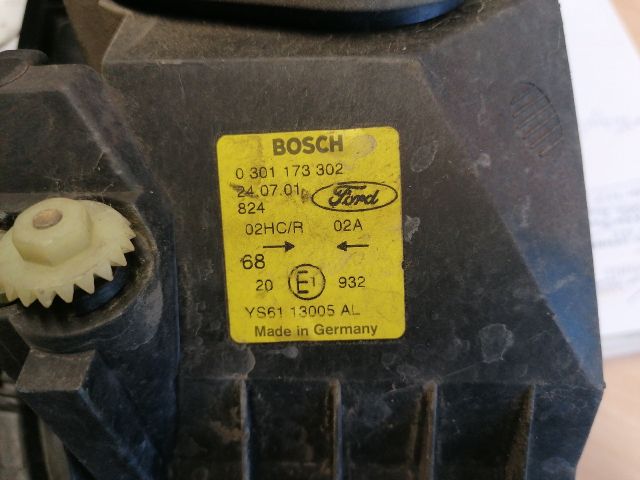 BOSCH
0 301 173 302
24.07.01 Ford
824
02HC/R 02A
68
20 E1 932
YS61 13005 AL
Made in Germany